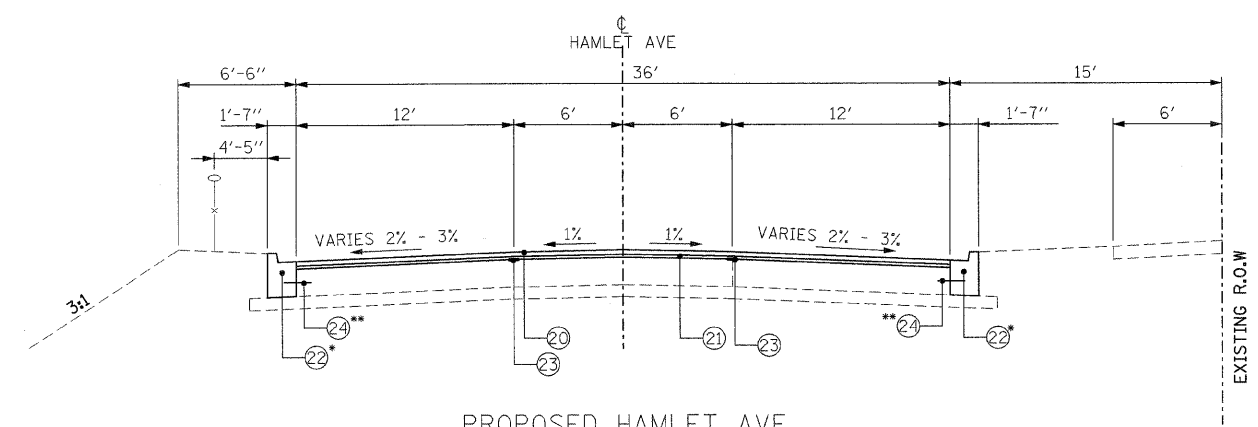 ℄
HAMLET AVE
6'-6" 36' 15'
1'-7" 12' 6' 6' 12' 1'-7" 6'
4'-5"
VARIES 2% - 3% 1% 1% VARIES 2% - 3%
3:1
24** 20 21 23 **24 22*
22* 23
EXISTING R.O.W
PROPOSED HAMLET AVE